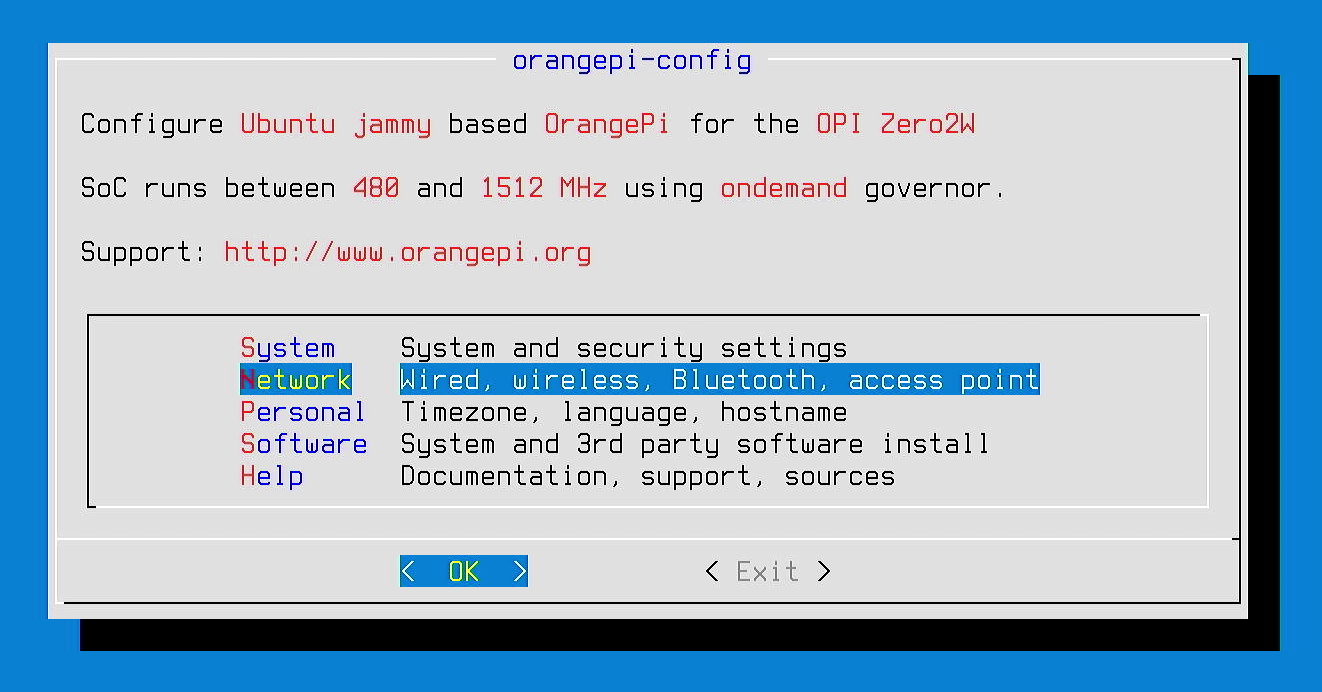 orangepi-config
Configure Ubuntu jammy based OrangePi for the OPI Zero2W
SoC runs between 480 and 1512 MHz using ondemand governor.
Support: http://www.orangepi.org
System System and security settings
Network Wired, wireless, Bluetooth, access point
Personal Timezone, language, hostname
Software System and 3rd party software install
Help Documentation, support, sources
< OK > < Exit >